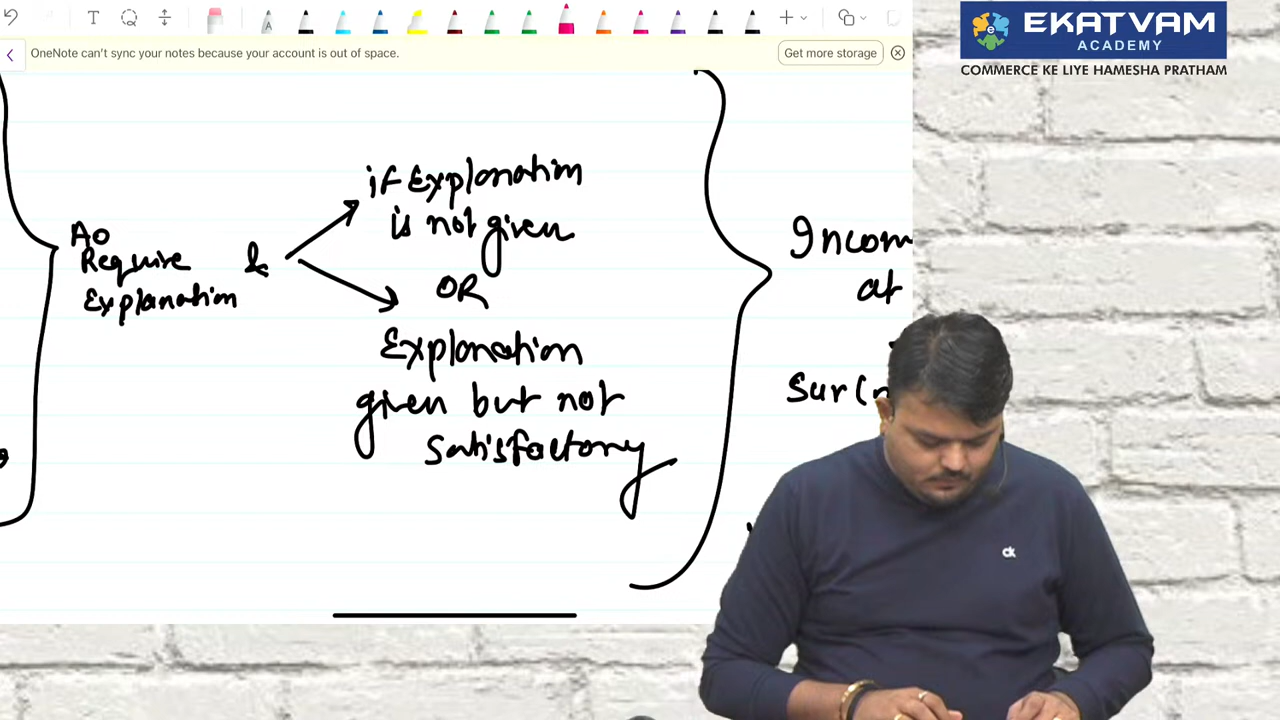 EKATVAM
ACADEMY
COMMERCE KE LIYE HAMESHA PRATHAM
OneNote can't sync your notes because your account is out of space.
Get more storage
AO
Require
Explanation
&
if Explanation
is not given
OR
Explanation
given but not
satisfactory
Incom
at
Sur(
ck